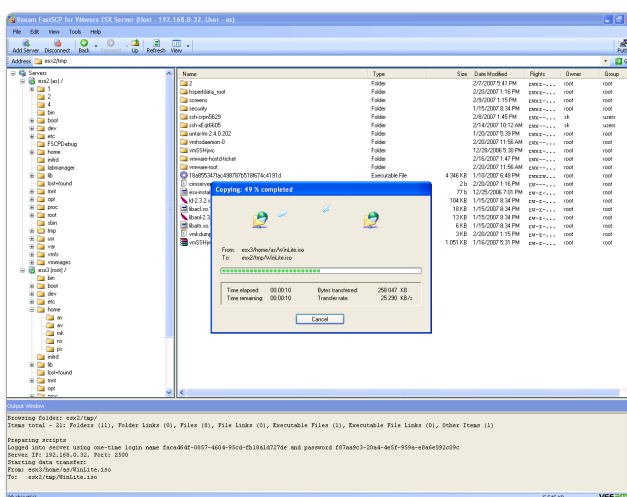 Veeam FastSCP for VMware ESX Server (Host - 192.168.0.32, User - as)
File Edit View Tools Help
Add Server Disconnect Back Forward Up Refresh View
Address esx2/tmp
Servers
esx2 (as) /
1
2
4
bin
boot
dev
etc
FSCPDebug
home
initrd
labmanager
lib
lost+found
mnt
opt
proc
root
sbin
tmp
usr
var
vmfs
vmimages
esx3 (root) /
bin
boot
dev
etc
home
as
av
mk
ns
ps
initrd
lib
lost+found
mnt
opt
proc
Name Type Size Date Modified Rights Owner Group
2 Folder 2/7/2007 5:41 PM root root
hsperfdata_root Folder 2/20/2007 1:16 PM root root
screens Folder 2/9/2007 1:15 PM root root
security Folder 1/15/2007 8:34 PM root root
Folder 2/8/2007 1:45 PM sk users
Folder 2/14/2007 10:12 AM sk users
Folder 1/20/2007 5:39 PM root root
Folder 2/20/2007 11:56 AM root root
vmSSHjwo Folder 12/28/2006 5:30 PM root root
Folder 2/16/2007 1:47 PM root root
vmware-root Folder 2/20/2007 11:56 AM root root
Executable File 4 346 KB 1/10/2007 6:48 PM root root
2 b 2/20/2007 1:16 PM root root
77 b 12/25/2006 7:01 PM root root
104 KB 1/15/2007 8:34 PM root root
18 KB 1/15/2007 8:34 PM root root
13 KB 1/15/2007 8:34 PM root root
6 KB 1/15/2007 8:34 PM root root
3 KB 2/20/2007 1:15 PM root root
1 051 KB 1/16/2007 5:31 PM root root
Copying: 49 % completed
From: esx3/home/as/WinLite.iso
To: esx2/tmp/WinLite.iso
Time elapsed: 00:00:10 Bytes transferred: 258 047 KB
Time remaining: 00:00:10 Transfer rate: 25 290 KB/s
Cancel
Output Window
Browsing folder: esx2/tmp/
Items total - 21: Folders (11), Folder Links (0), Files (8), File Links (0), Executable Files (1), Executable File Links (0), Other Items (1)
Preparing scripts
Logged into server using one-time login name faca464f-0857-4604-95cd-fb18a1d727de and password f87aa9c3-20a4-4e5f-959a-e8a6e592c09c
Server IP: 192.168.0.32. Port: 2500
Starting data transfer:
From: esx3/home/as/WinLite.iso
To: esx2/tmp/WinLite.iso